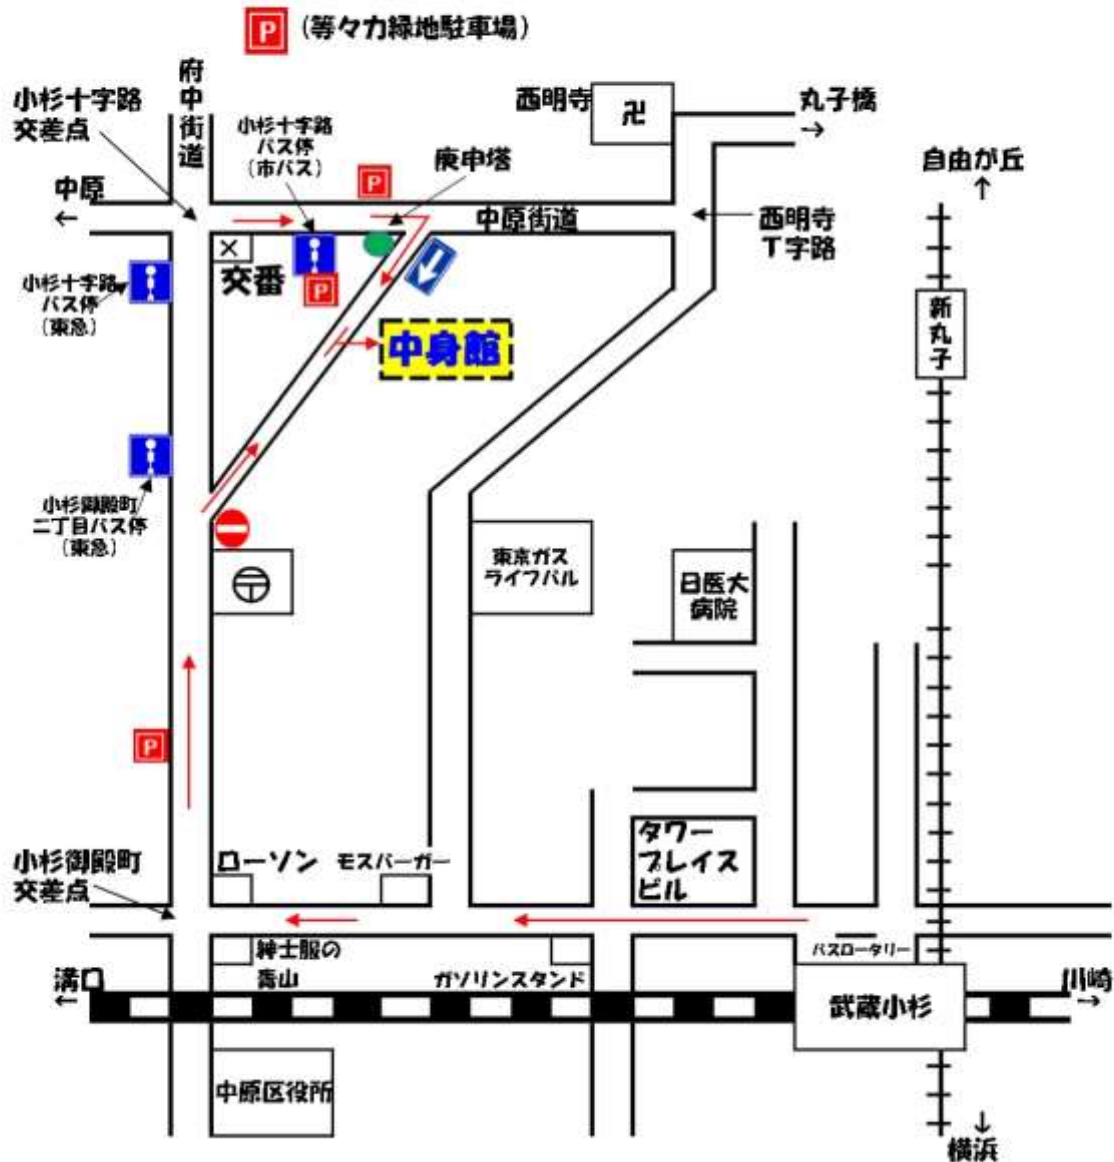 P
(等々力緑地駐車場)
府中街道
小杉十字路
交差点
小杉十字路
バス停
(市バス)
P
庚申塔
西明寺
卍
丸子橋
→
自由が丘
↑
中原
←
中原街道
西明寺
T字路
交番
P
小杉十字路
バス停
(東急)
新丸子
中身館
小杉御殿町
二丁目バス停
(東急)
東京ガス
ライフバル
日医大
病院
P
小杉御殿町
交差点
ローソン
モスバーガー
タワー
プレイス
ビル
紳士服の
青山
ガソリンスタンド
バスロータリー
溝口
←
武蔵小杉
川崎
→
中原区役所
↓
横浜